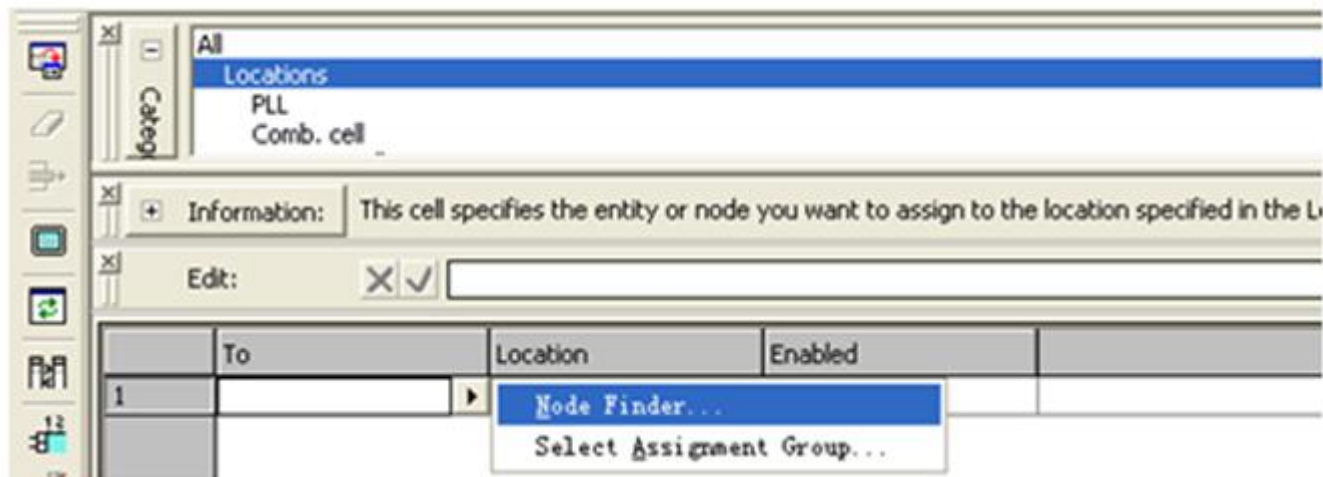 All
Locations
PLL
Comb. cell
Categ
Information: This cell specifies the entity or node you want to assign to the location specified in the L
Edit:
To Location Enabled
1
Node Finder...
Select Assignment Group...